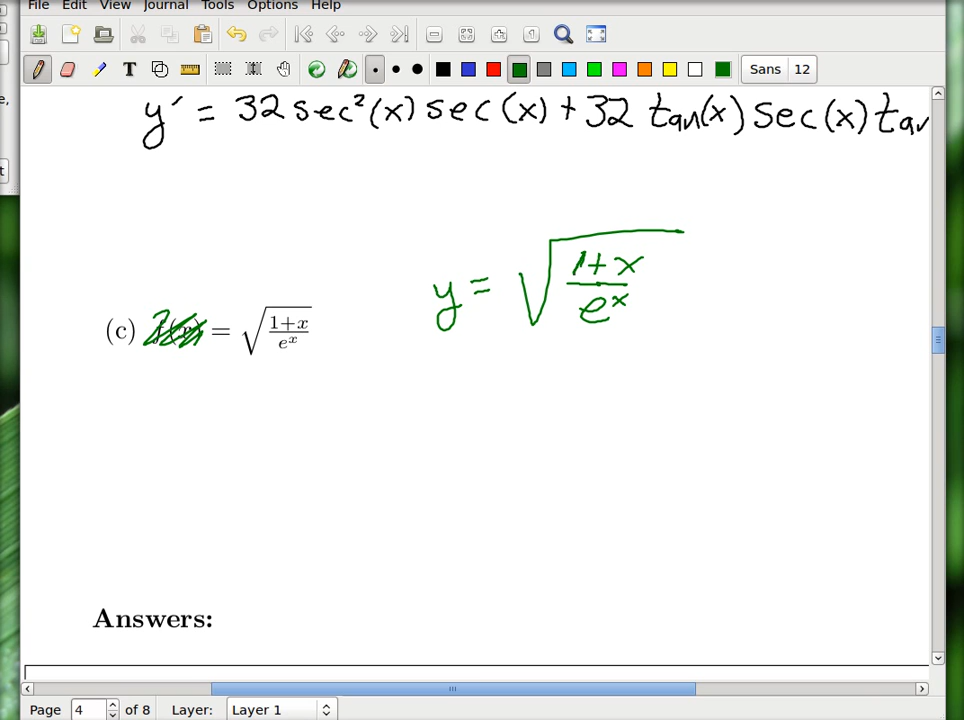 File Edit View Journal Tools Options Help
Sans 12
y′ = 32 sec²(x) sec(x) + 32 tan(x) sec(x) tan
y = √((1+x)/eˣ)
(c) = √((1+x)/eˣ)
Answers:
Page 4 of 8 Layer: Layer 1